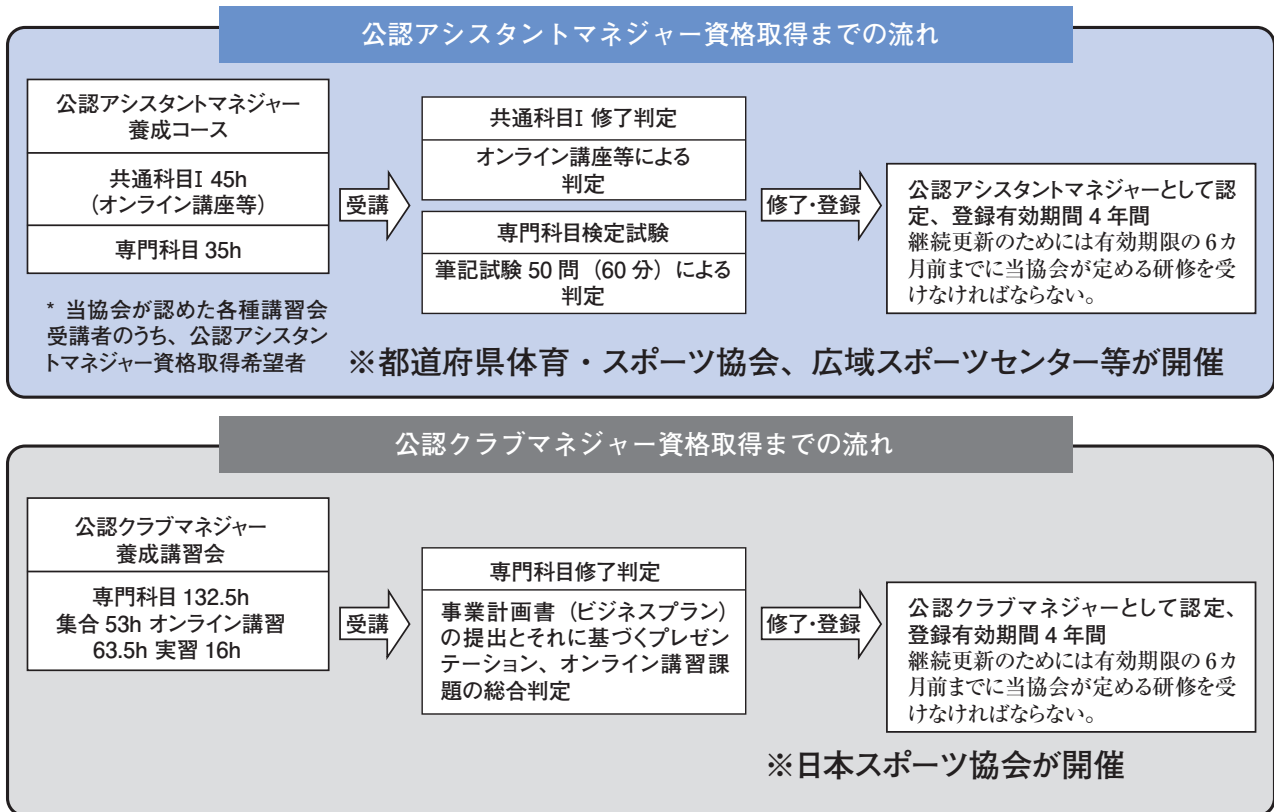 公認アシスタントマネジャー資格取得までの流れ
公認アシスタントマネジャー
養成コース
共通科目I 45h
(オンライン講座等)
専門科目 35h
* 当協会が認めた各種講習会
受講者のうち、公認アシスタン
トマネジャー資格取得希望者
受講
共通科目I 修了判定
オンライン講座等による
判定
専門科目検定試験
筆記試験 50 問（60 分）による
判定
修了・登録
公認アシスタントマネジャーとして認
定、登録有効期間 4 年間
継続更新のためには有効期限の 6カ
月前までに当協会が定める研修を受
けなければならない。
※都道府県体育・スポーツ協会、広域スポーツセンター等が開催
公認クラブマネジャー資格取得までの流れ
公認クラブマネジャー
養成講習会
専門科目 132.5h
集合 53h オンライン講習
63.5h 実習 16h
受講
専門科目修了判定
事業計画書（ビジネスプラン）
の提出とそれに基づくプレゼン
テーション、オンライン講習課
題の総合判定
修了・登録
公認クラブマネジャーとして認定、
登録有効期間 4 年間
継続更新のためには有効期限の 6カ
月前までに当協会が定める研修を受
けなければならない。
※日本スポーツ協会が開催